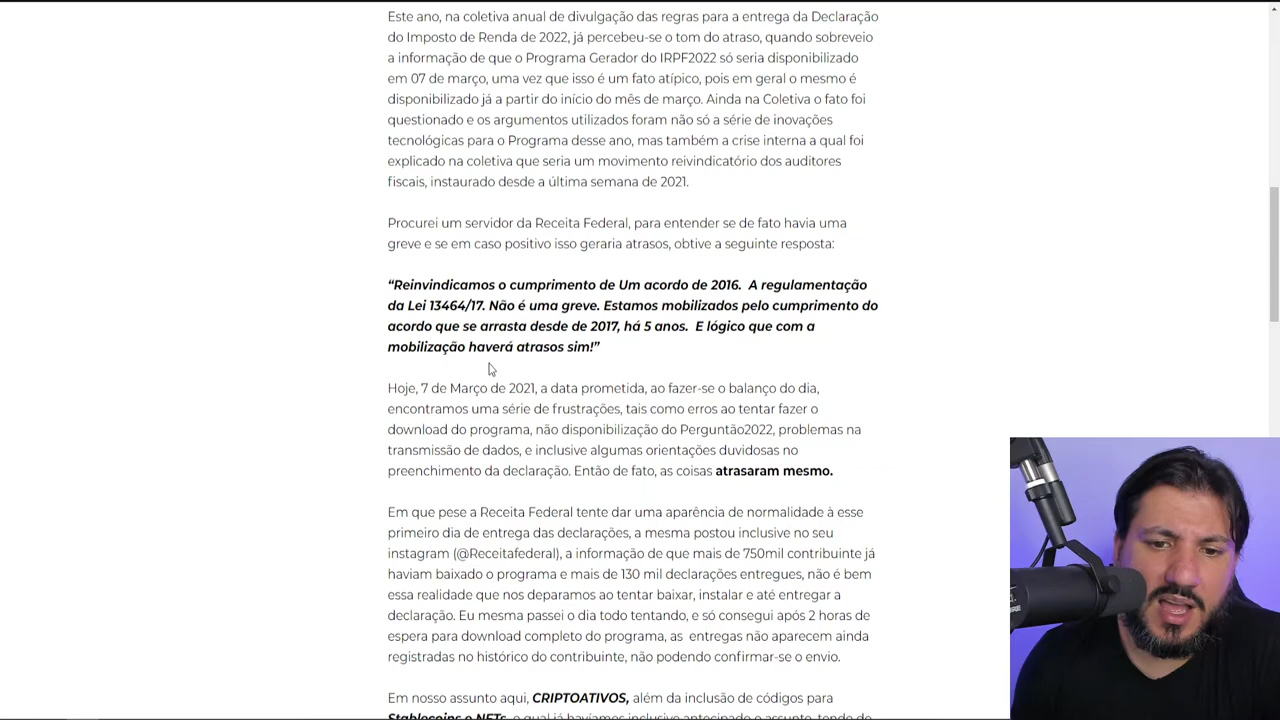 Este ano, na coletiva anual de divulgação das regras para a entrega da Declaração
do Imposto de Renda de 2022, já percebeu-se o tom do atraso, quando sobreveio
a informação de que o Programa Gerador do IRPF2022 só seria disponibilizado
em 07 de março, uma vez que isso é um fato atípico, pois em geral o mesmo é
disponibilizado já a partir do início do mês de março. Ainda na Coletiva o fato foi
questionado e os argumentos utilizados foram não só a série de inovações
tecnológicas para o Programa desse ano, mas também a crise interna a qual foi
explicado na coletiva que seria um movimento reivindicatório dos auditores
fiscais, instaurado desde a última semana de 2021.
Procurei um servidor da Receita Federal, para entender se de fato havia uma
greve e se em caso positivo isso geraria atrasos, obtive a seguinte resposta:
“Reinvindicamos o cumprimento de Um acordo de 2016.  A regulamentação
da Lei 13464/17. Não é uma greve. Estamos mobilizados pelo cumprimento do
acordo que se arrasta desde de 2017, há 5 anos.  E lógico que com a
mobilização haverá atrasos sim!”
Hoje, 7 de Março de 2021, a data prometida, ao fazer-se o balanço do dia,
encontramos uma série de frustrações, tais como erros ao tentar fazer o
download do programa, não disponibilização do Perguntão2022, problemas na
transmissão de dados, e inclusive algumas orientações duvidosas no
preenchimento da declaração. Então de fato, as coisas atrasaram mesmo.
Em que pese a Receita Federal tente dar uma aparência de normalidade à esse
primeiro dia de entrega das declarações, a mesma postou inclusive no seu
instagram (@Receitafederal), a informação de que mais de 750mil contribuinte já
haviam baixado o programa e mais de 130 mil declarações entregues, não é bem
essa realidade que nos deparamos ao tentar baixar, instalar e até entregar a
declaração. Eu mesma passei o dia todo tentando, e só consegui após 2 horas de
espera para download completo do programa, as  entregas não aparecem ainda
registradas no histórico do contribuinte, não podendo confirmar-se o envio.
Em nosso assunto aqui, CRIPTOATIVOS, além da inclusão de códigos para
Stablecoins e NFTs, o qual já havíamos inclusive antecipado o assunto, tendo de